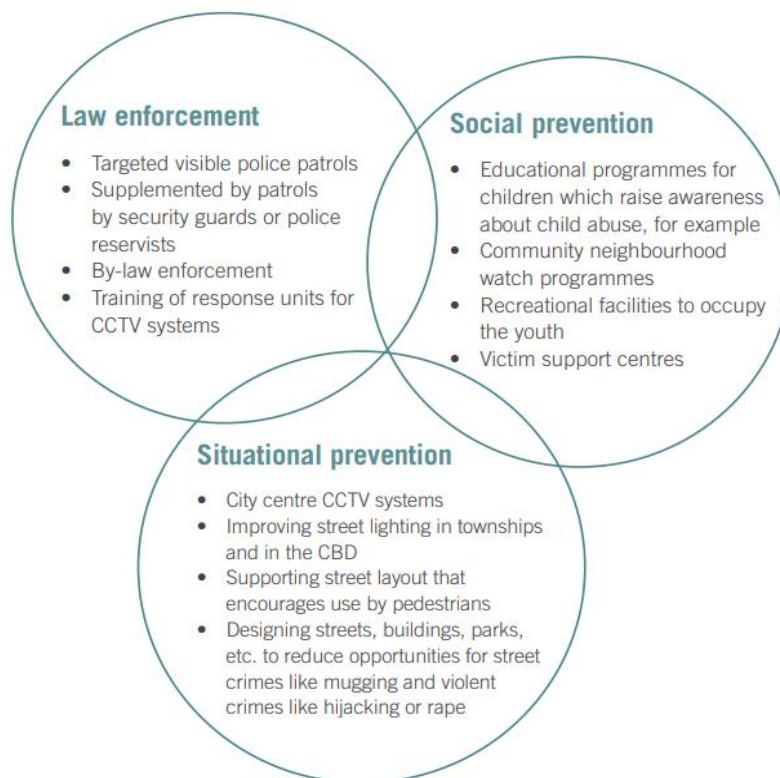 Law enforcement
• Targeted visible police patrols
• Supplemented by patrols
by security guards or police
reservists
• By-law enforcement
• Training of response units for
CCTV systems
Social prevention
• Educational programmes for
children which raise awareness
about child abuse, for example
• Community neighbourhood
watch programmes
• Recreational facilities to occupy
the youth
• Victim support centres
Situational prevention
• City centre CCTV systems
• Improving street lighting in townships
and in the CBD
• Supporting street layout that
encourages use by pedestrians
• Designing streets, buildings, parks,
etc. to reduce opportunities for street
crimes like mugging and violent
crimes like hijacking or rape